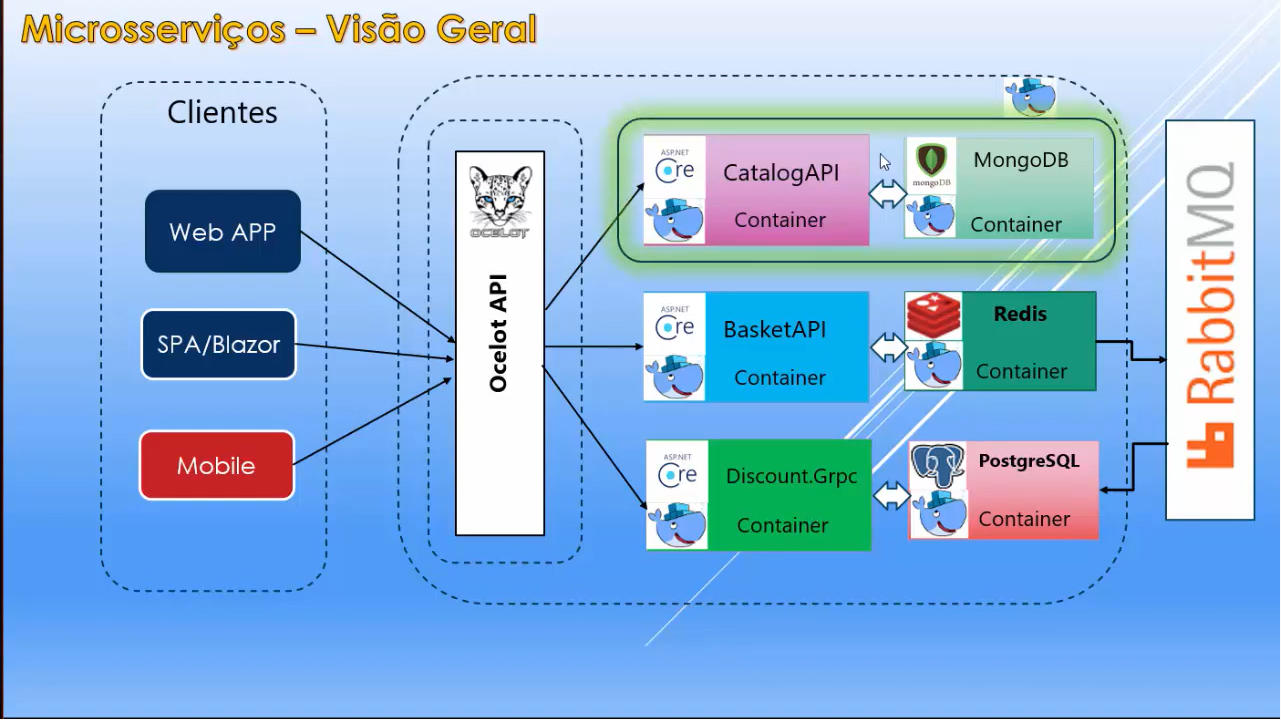 Microsserviços – Visão Geral
Clientes
Web APP
SPA/Blazor
Mobile
OCELOT
Ocelot API
ASP.NET
Core
CatalogAPI
Container
mongoDB
MongoDB
Container
ASP.NET
Core
BasketAPI
Container
Redis
Container
ASP.NET
Core
Discount.Grpc
Container
PostgreSQL
Container
RabbitMQ